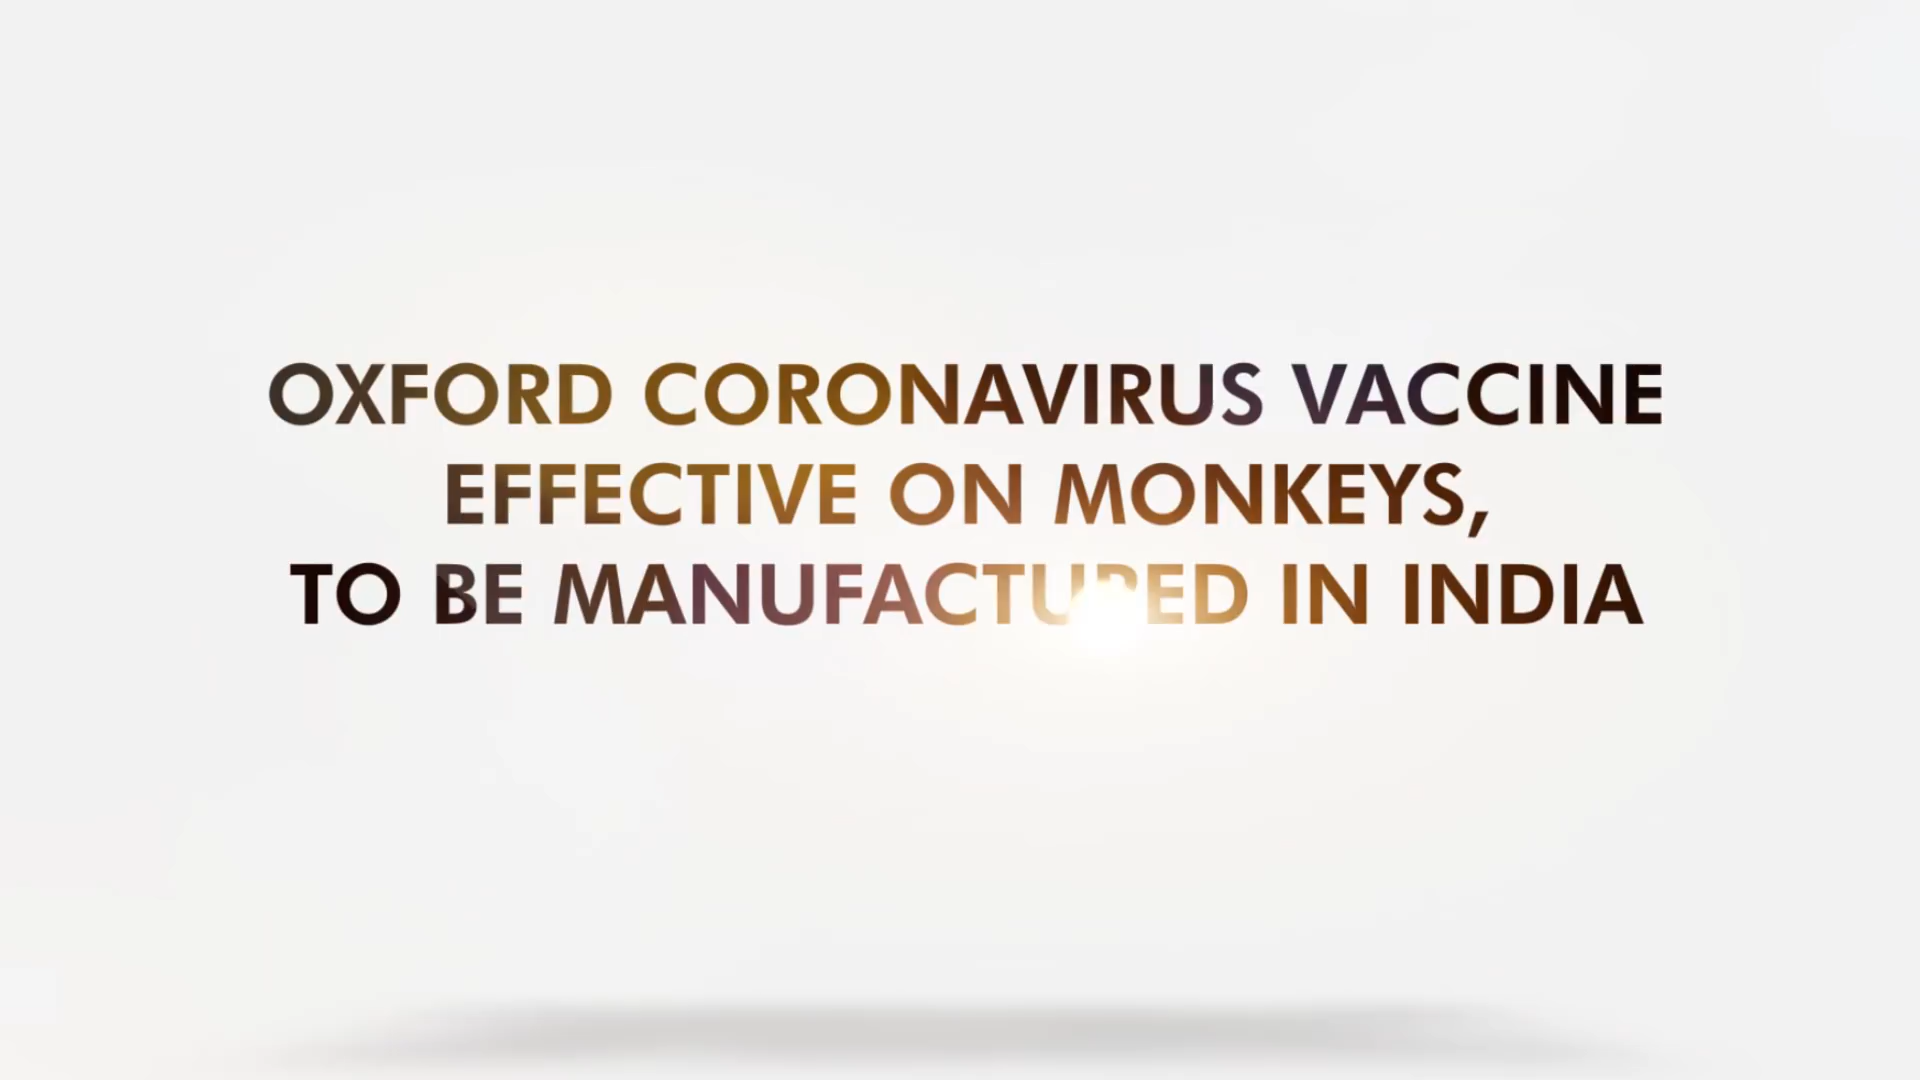 OXFORD CORONAVIRUS VACCINE
EFFECTIVE ON MONKEYS,
TO BE MANUFACTURED IN INDIA